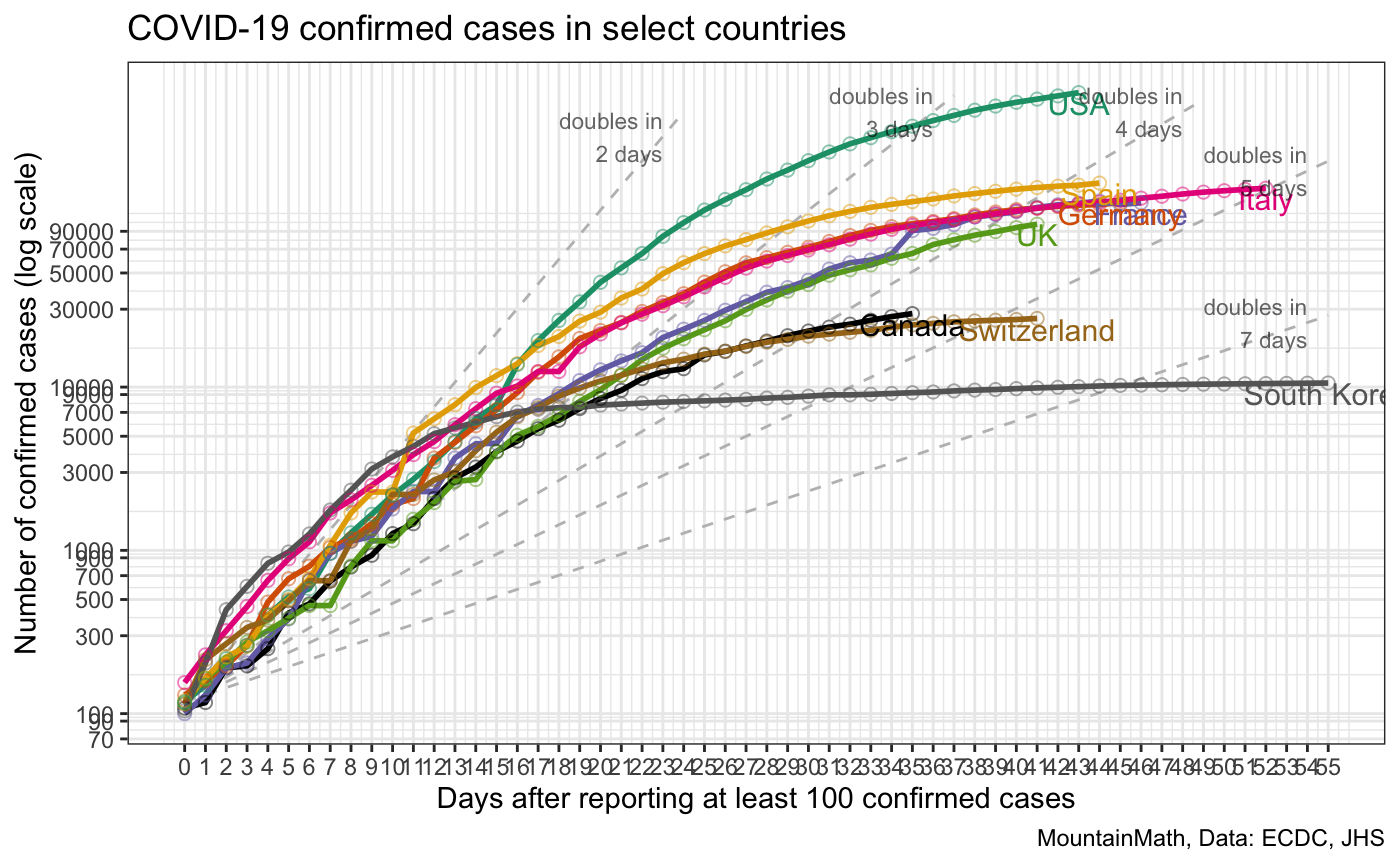 COVID-19 confirmed cases in select countries
Number of confirmed cases (log scale)
doubles in
2 days
doubles in
3 days
doubles in
4 days
doubles in
5 days
doubles in
7 days
USA
Spain
Germany
France
Italy
UK
Canada
Switzerland
South Kore
90000
70000
50000
30000
10000
9000
7000
5000
3000
1000
900
700
500
300
100
90
70
0 1 2 3 4 5 6 7 8 9 10 11 12 13 14 15 16 17 18 19 20 21 22 23 24 25 26 27 28 29 30 31 32 33 34 35 36 37 38 39 40 41 42 43 44 45 46 47 48 49 50 51 52 53 54 55
Days after reporting at least 100 confirmed cases
MountainMath, Data: ECDC, JHS